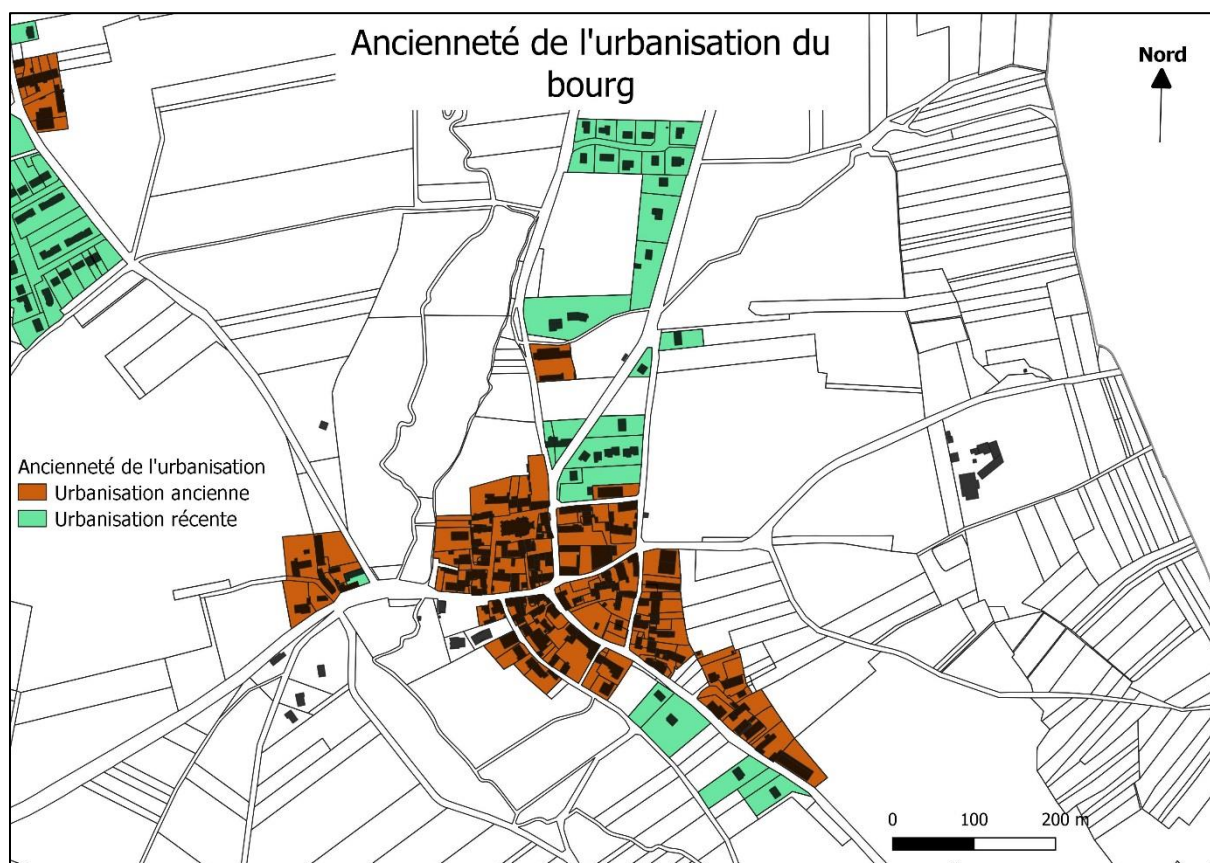 Ancienneté de l'urbanisation du
bourg
Nord
Ancienneté de l'urbanisation
Urbanisation ancienne
Urbanisation récente
0 100 200 m